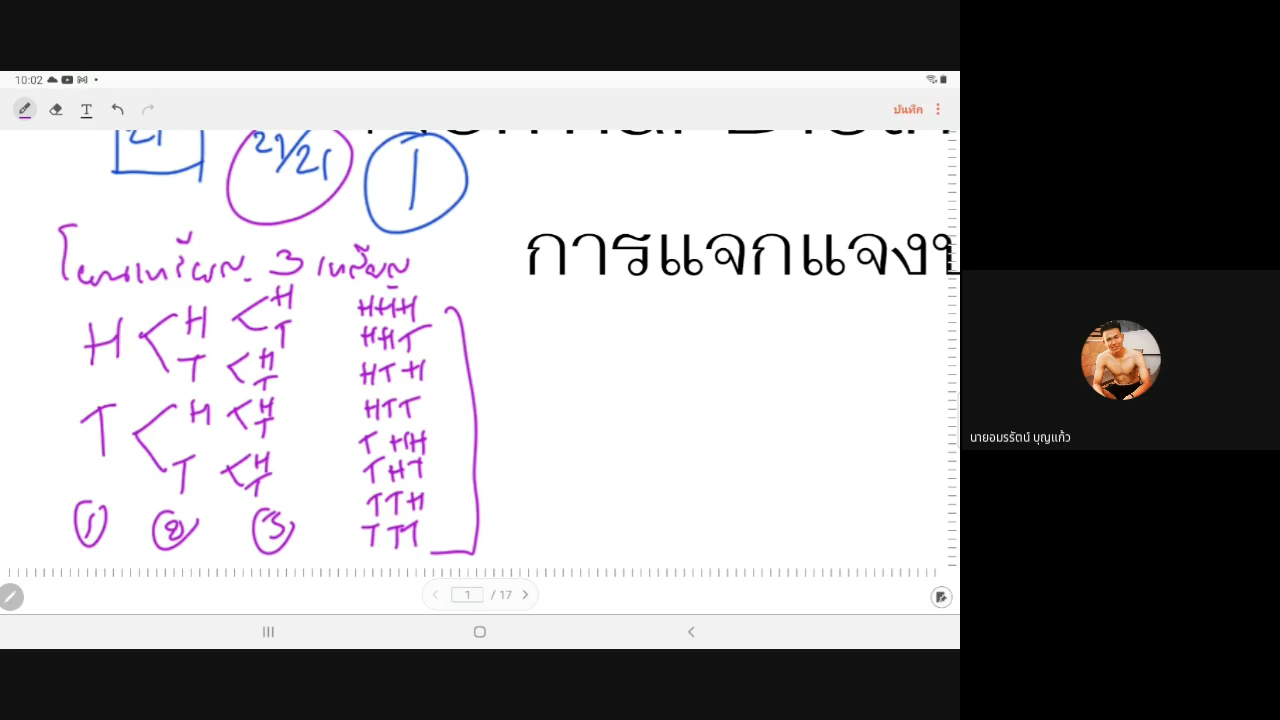 10:02
T บันทึก
21 21/21 1
โยนเหรียญ 3 เหรียญ
การแจกแจง
H H H HHH
T HHT
T H HTH
T HTT
T H H THH
T THT
T H TTH
T TTT
① ② ③
1 / 17
นายอมรรัตน์ บุญแก้ว